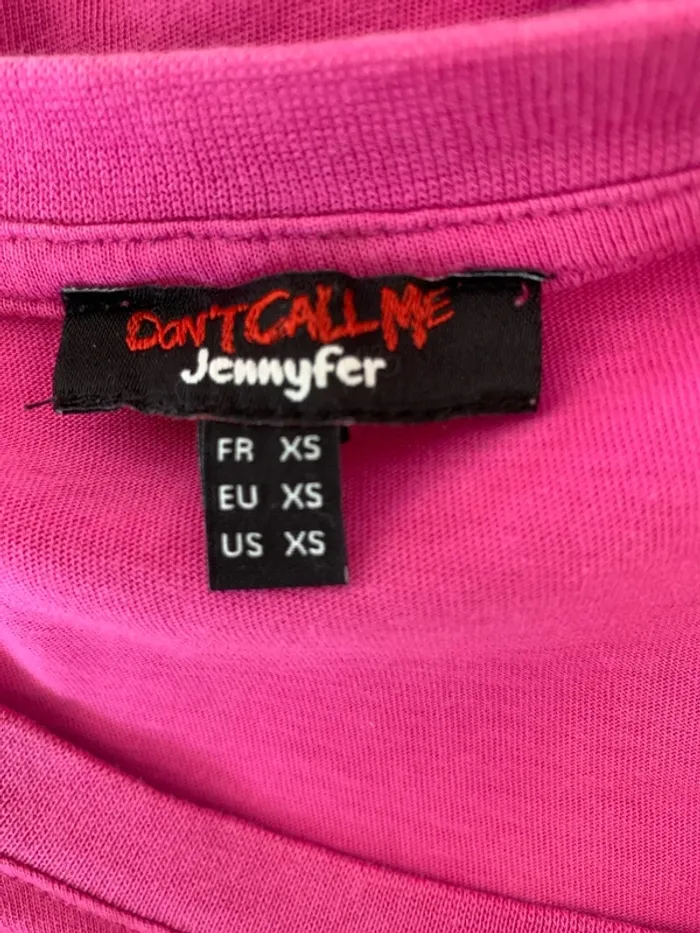 DON'T CALL ME
Jennyfer
FR XS
EU XS
US XS